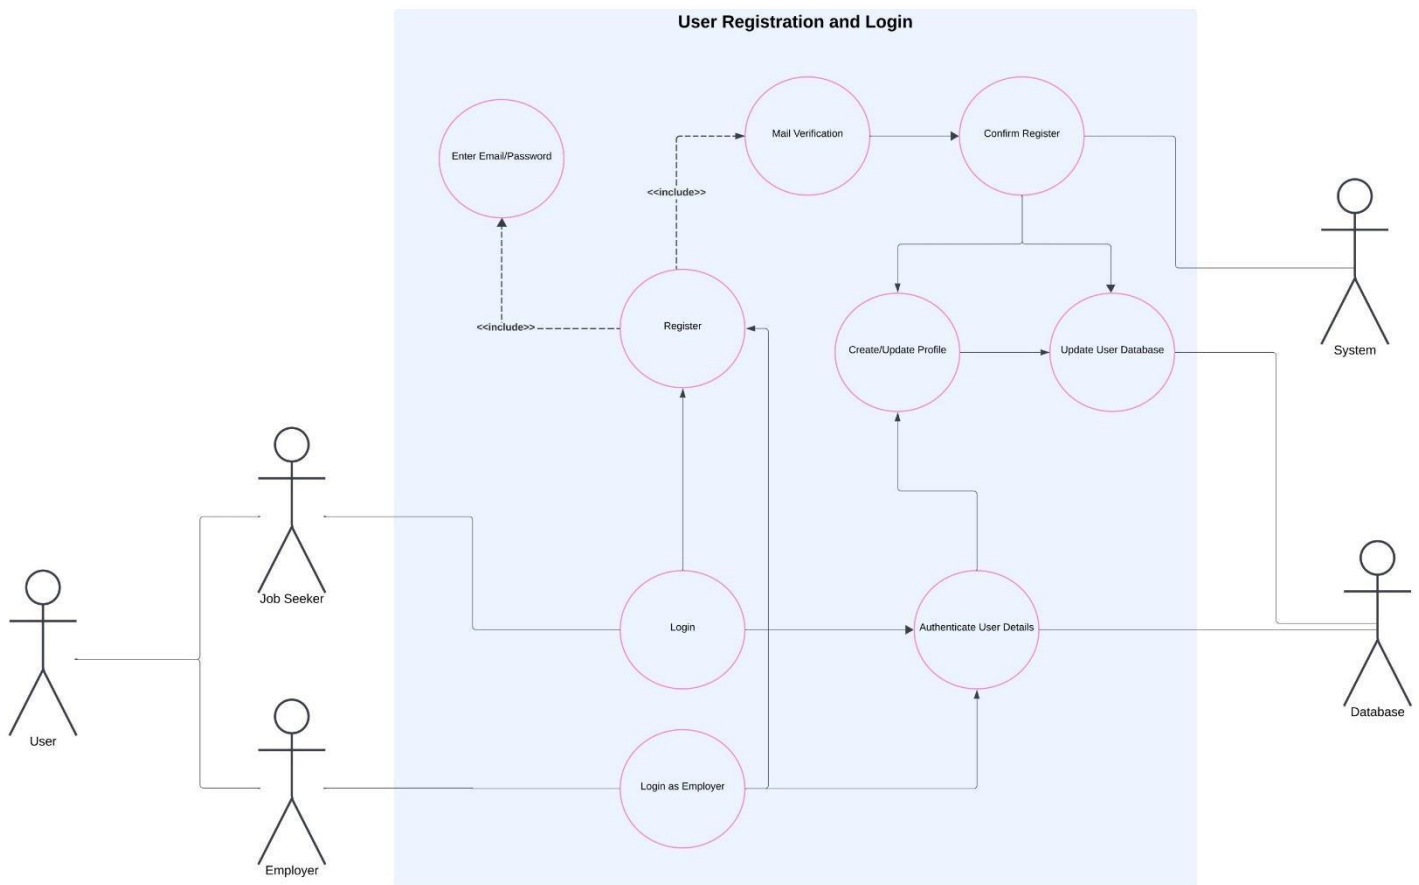 User Registration and Login
Mail Verification
Confirm Register
Enter Email/Password
<<include>>
<<include>>
Register
Create/Update Profile
Update User Database
System
Job Seeker
Login
Authenticate User Details
User
Database
Login as Employer
Employer